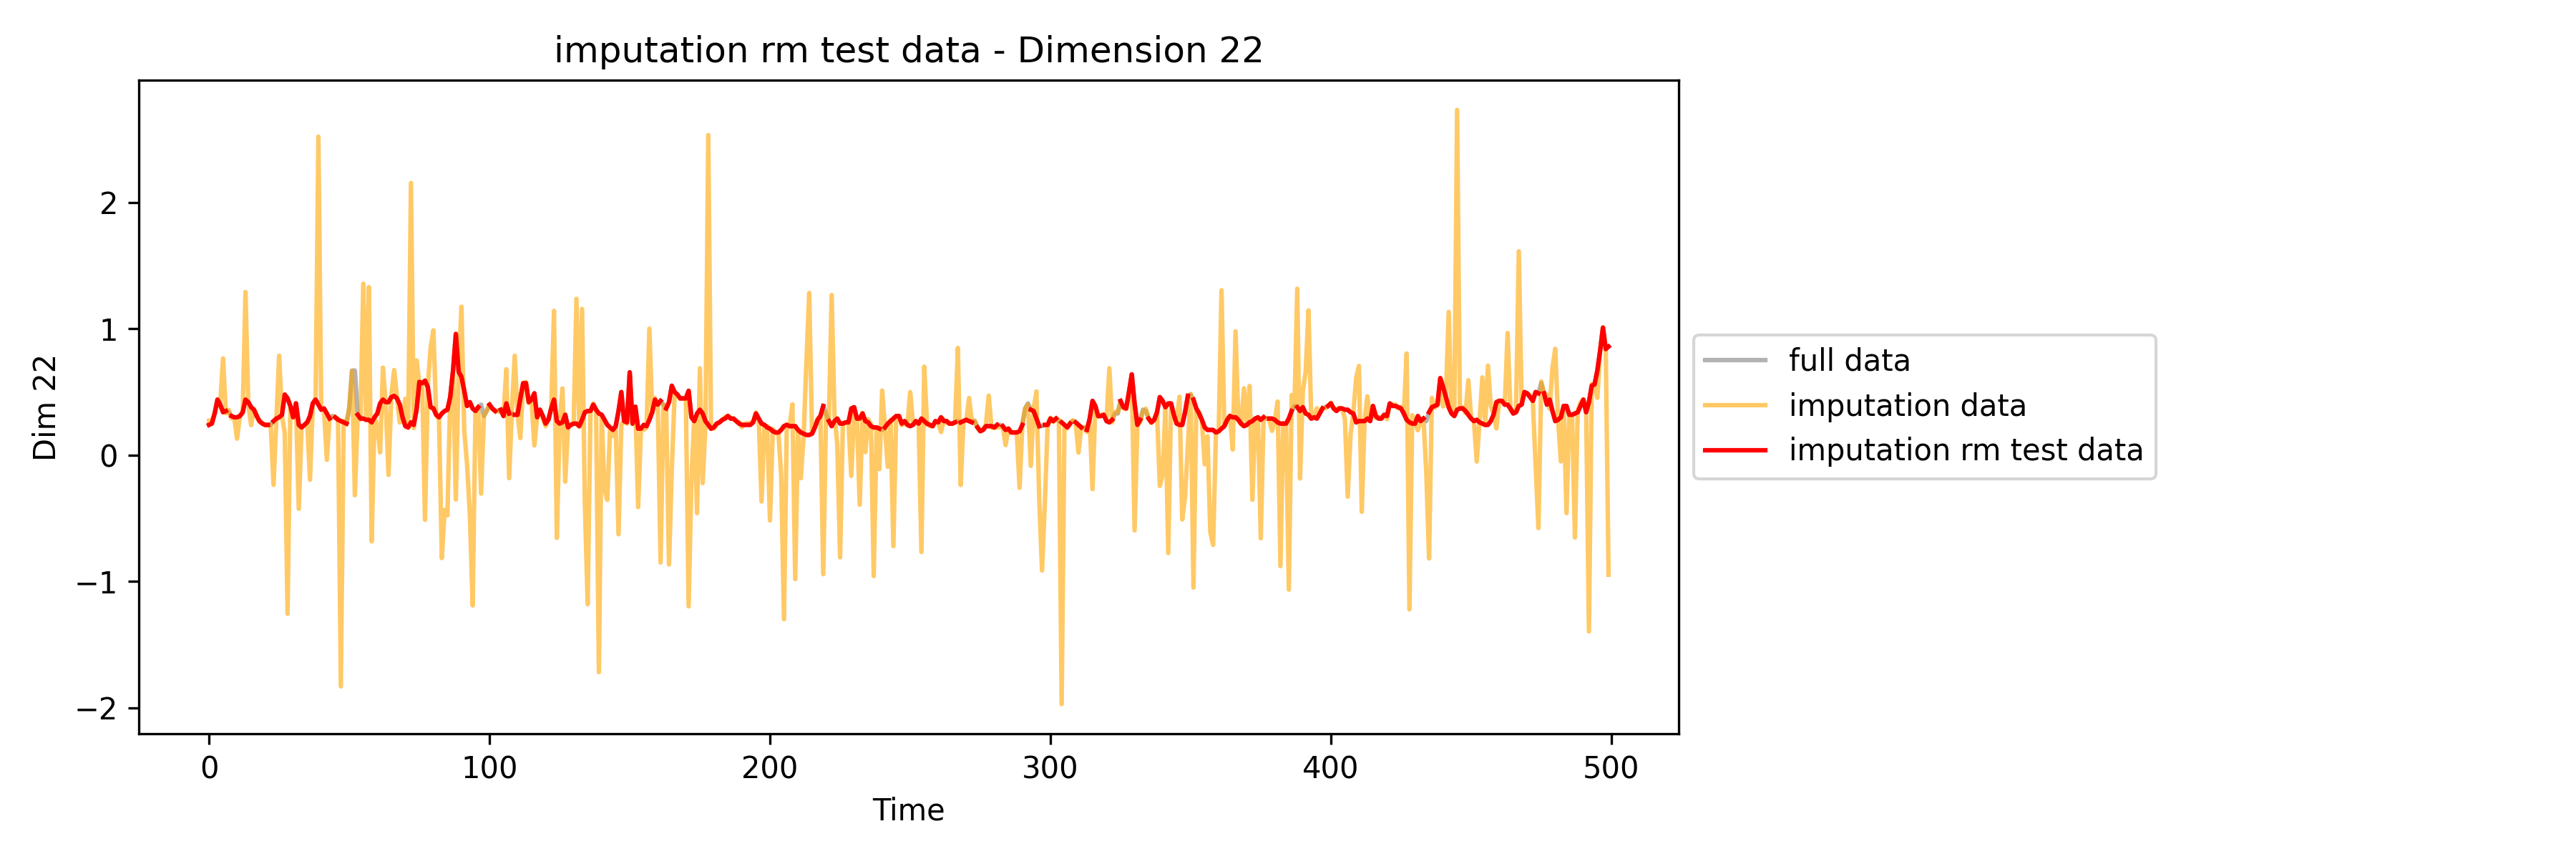 imputation rm test data - Dimension 22
Dim 22
2
1
0
−1
−2
0 100 200 300 400 500
Time
full data
imputation data
imputation rm test data